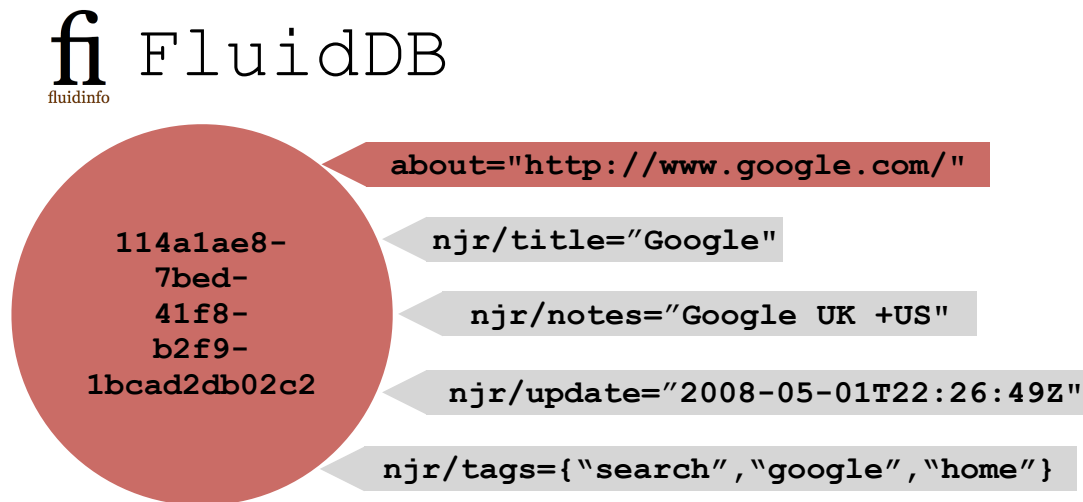 fi FluidDB
fluidinfo
about="http://www.google.com/"
114a1ae8-
7bed-
41f8-
b2f9-
1bcad2db02c2
njr/title=”Google"
njr/notes=”Google UK +US"
njr/update=”2008-05-01T22:26:49Z"
njr/tags={“search”,“google”,“home”}